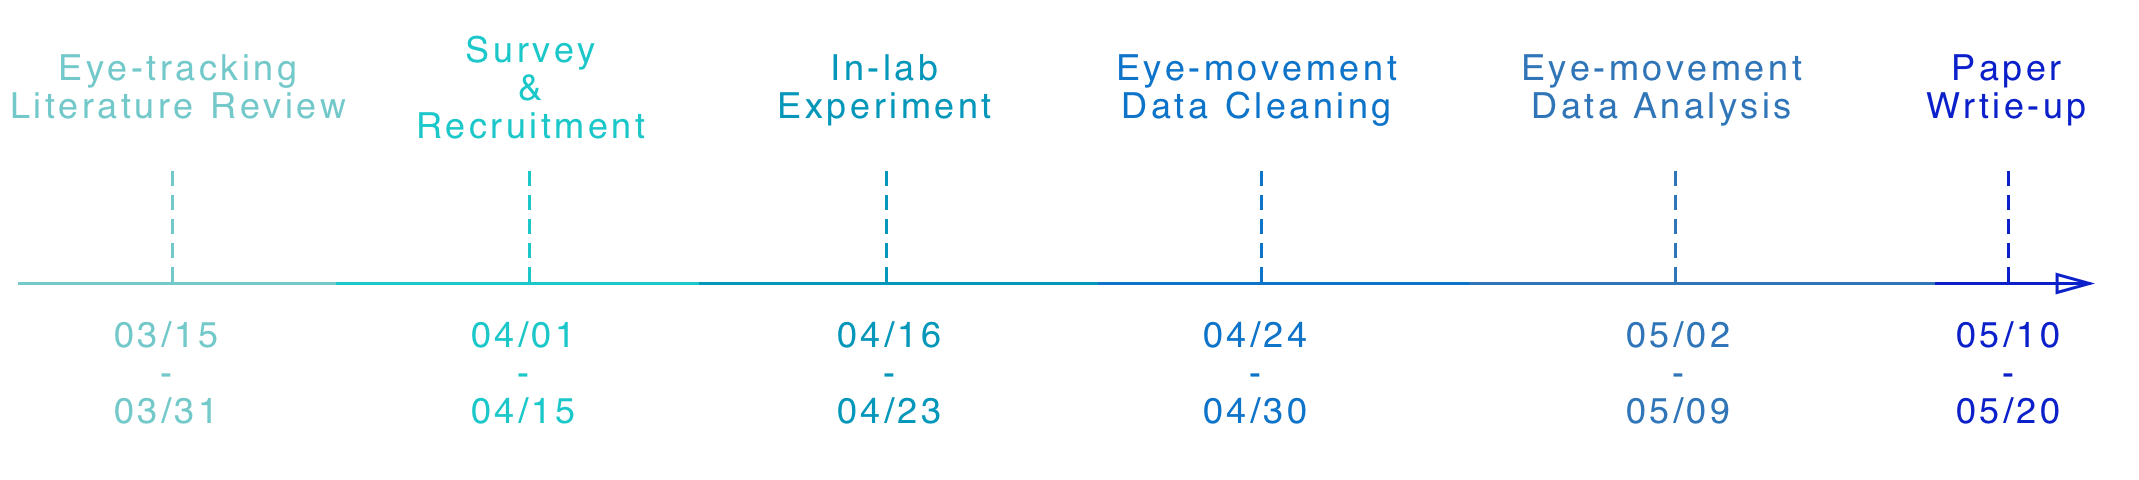 Eye-tracking
Literature Review
Survey
&
Recruitment
In-lab
Experiment
Eye-movement
Data Cleaning
Eye-movement
Data Analysis
Paper
Wrtie-up
03/15
-
03/31
04/01
-
04/15
04/16
-
04/23
04/24
-
04/30
05/02
-
05/09
05/10
-
05/20